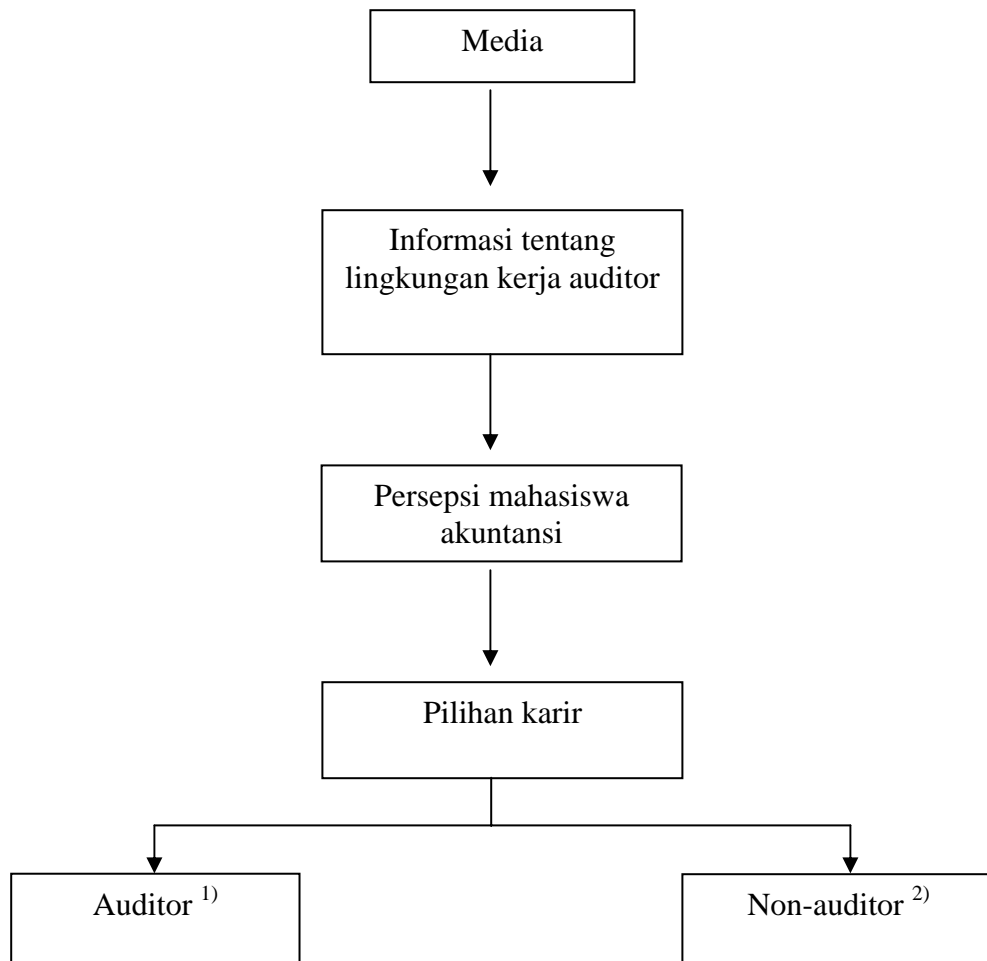 Media
Informasi tentang
lingkungan kerja auditor
Persepsi mahasiswa
akuntansi
Pilihan karir
Auditor 1)
Non-auditor 2)